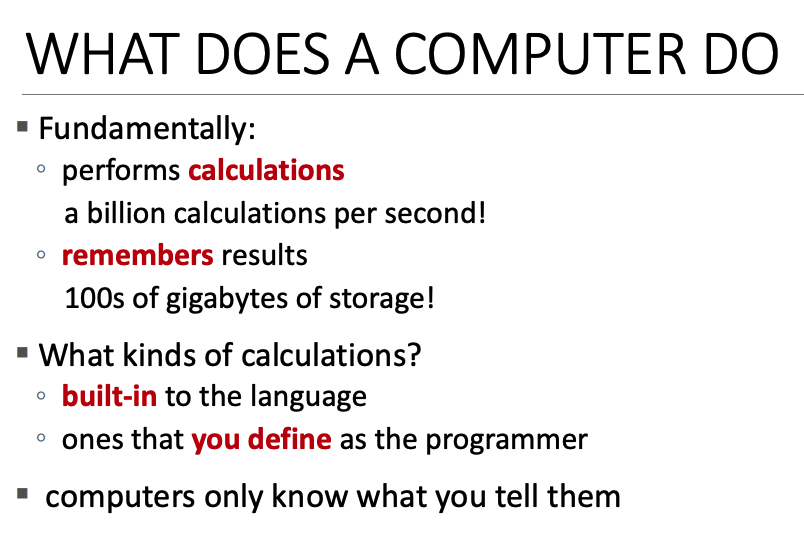 WHAT DOES A COMPUTER DO
▪ Fundamentally:
◦ performs calculations
a billion calculations per second!
◦ remembers results
100s of gigabytes of storage!
▪ What kinds of calculations?
◦ built-in to the language
◦ ones that you define as the programmer
▪ computers only know what you tell them